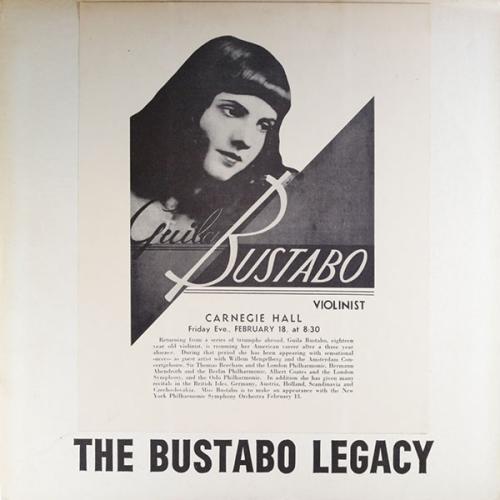 Guila
BUSTABO
VIOLINIST
CARNEGIE HALL
Friday Eve., FEBRUARY 18, at 8:30
Returning from a series of triumphs abroad, Guila Bustabo, eighteen
year old violinist, is resuming her American career after a three year
absence. During that period she has been appearing with sensational
success as guest artist with Willem Mengelberg and the Amsterdam Con-
certgebouw, Sir Thomas Beecham and the London Philharmonic, Hermann
Abendroth and the Berlin Philharmonic, Albert Coates and the London
Symphony, and the Oslo Philharmonic. In addition she has given many
recitals in the British Isles, Germany, Austria, Holland, Scandinavia and
Czechoslovakia. Miss Bustabo is to make an appearance with the New
York Philharmonic Symphony Orchestra February 13.
THE BUSTABO LEGACY